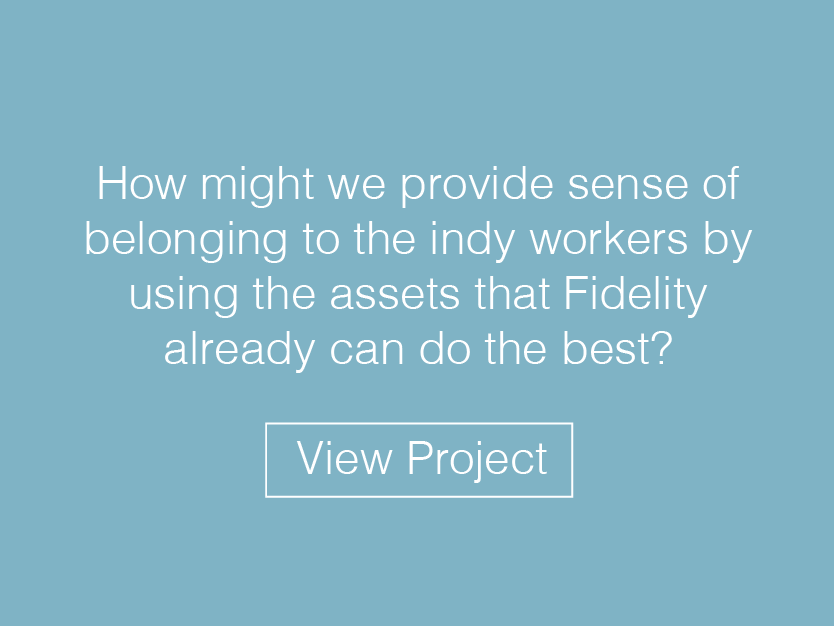 How might we provide sense of
belonging to the indy workers by
using the assets that Fidelity
already can do the best?
View Project